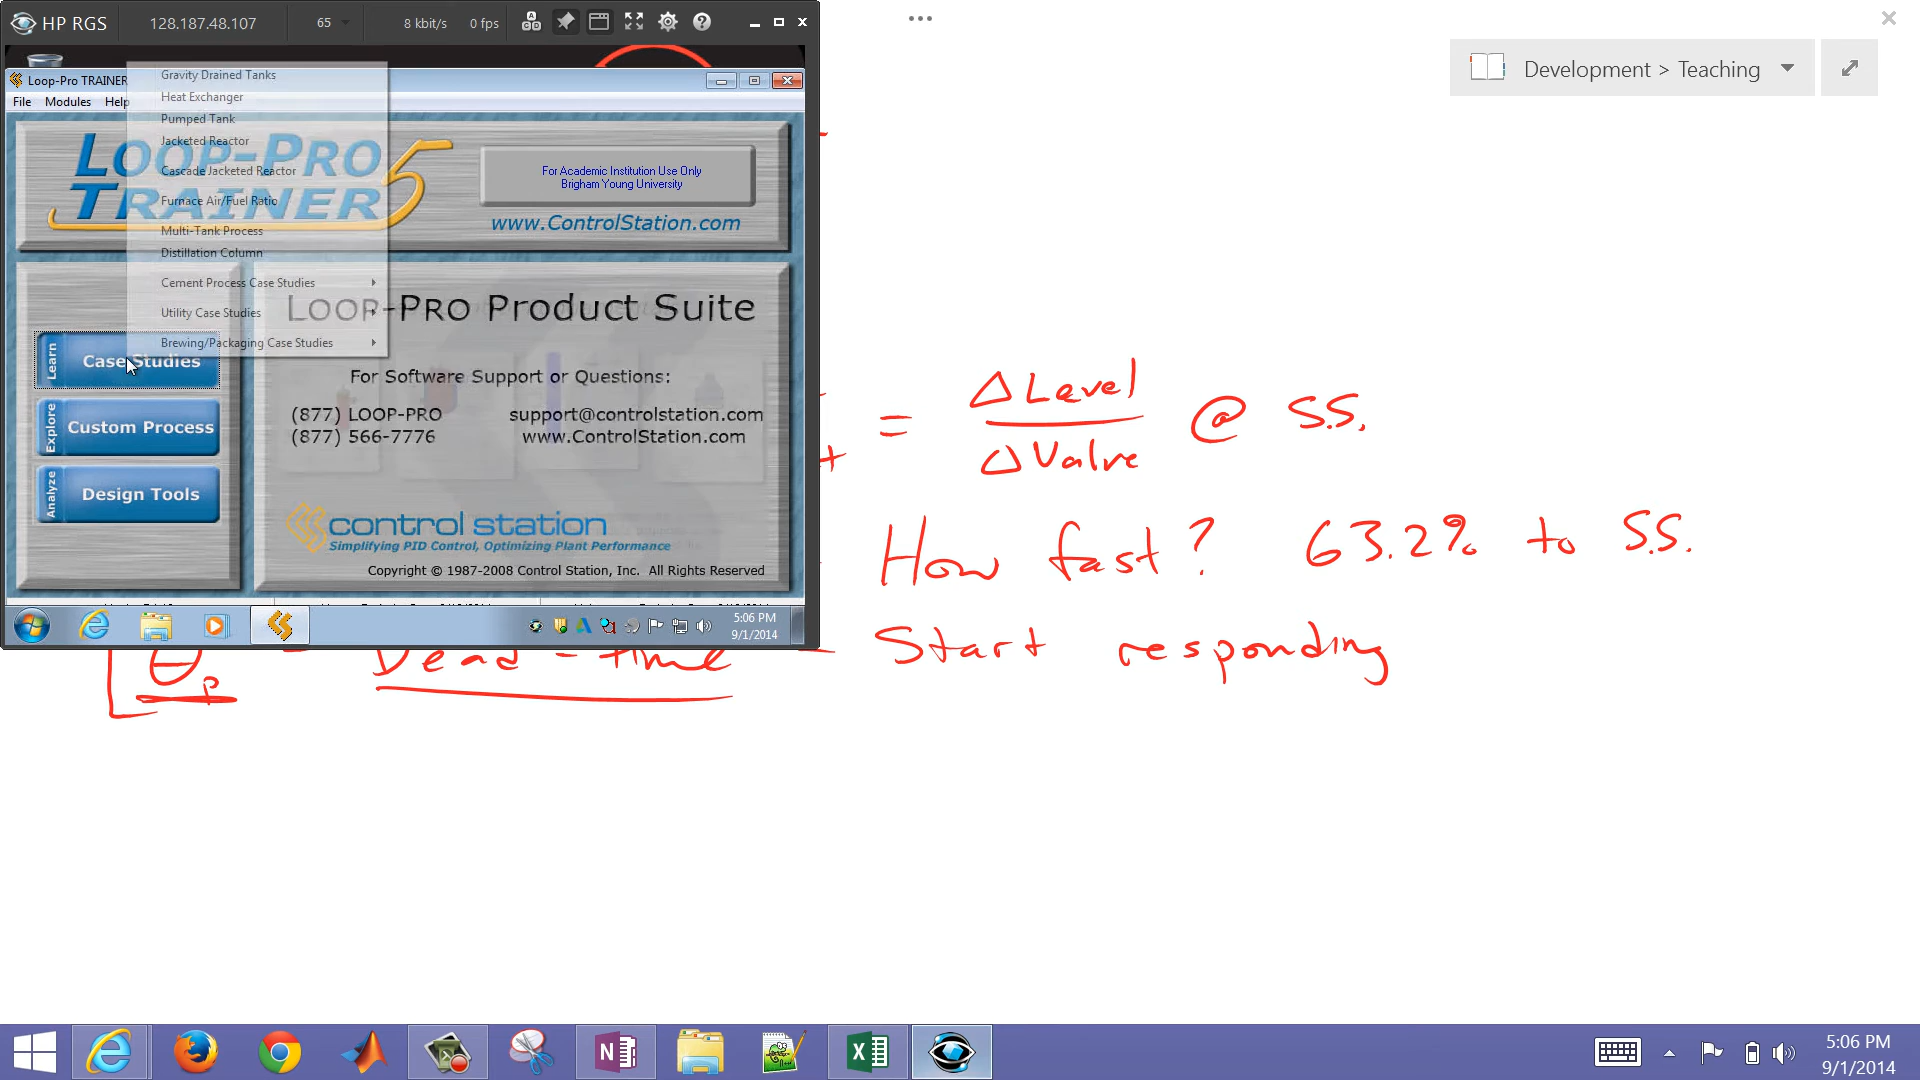 HP RGS 128.187.48.107 65 8 kbit/s 0 fps
Development > Teaching
Loop-Pro TRAINER
File Modules Help
Gravity Drained Tanks
Heat Exchanger
Pumped Tank
Jacketed Reactor
Cascade Jacketed Reactor
Furnace Air/Fuel Ratio
Multi-Tank Process
Distillation Column
Cement Process Case Studies
Utility Case Studies
Brewing/Packaging Case Studies
LOOP-PRO
TRAINER 5
For Academic Institution Use Only
Brigham Young University
www.ControlStation.com
Learn Case Studies
Explore Custom Process
Analyze Design Tools
LOOP-PRO Product Suite
For Software Support or Questions:
(877) LOOP-PRO support@controlstation.com
(877) 566-7776 www.ControlStation.com
control station
Simplifying PID Control, Optimizing Plant Performance
Copyright © 1987-2008 Control Station, Inc. All Rights Reserved
5:06 PM
9/1/2014
= ΔLevel / ΔValve @ S.S.
How fast? 63.2% to S.S.
θp - Dead-time - Start responding
5:06 PM
9/1/2014